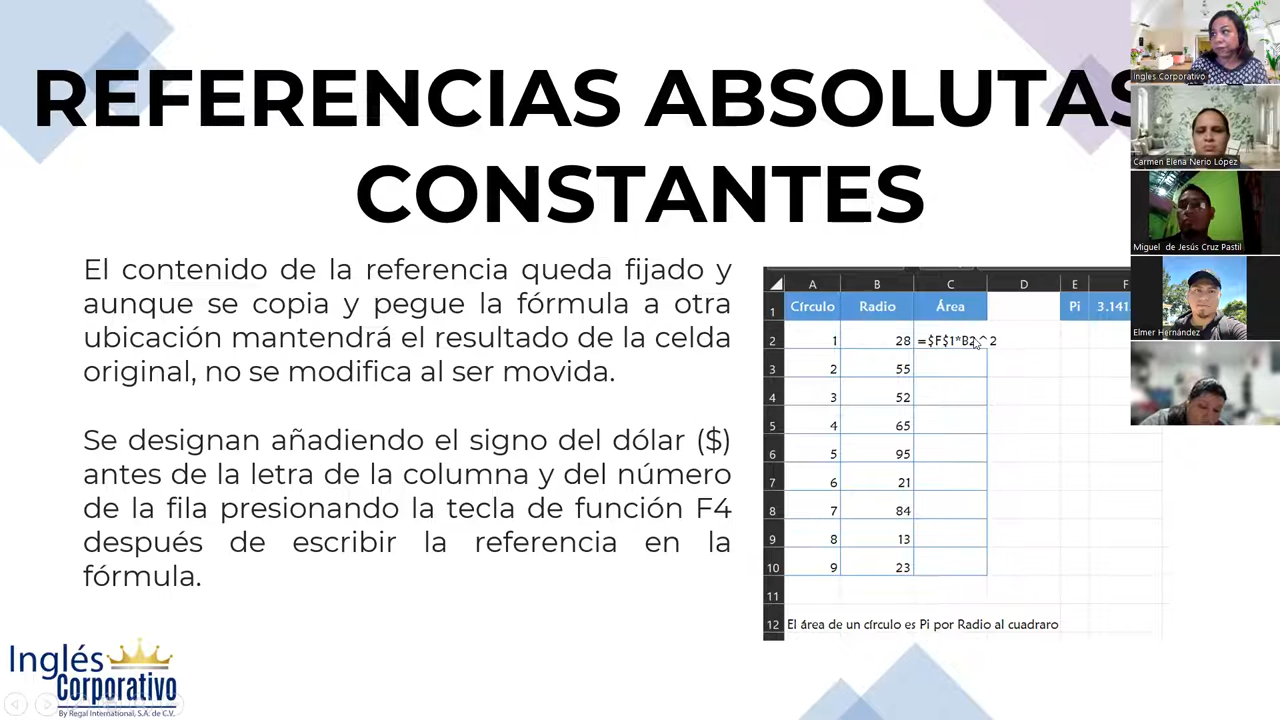 REFERENCIAS ABSOLUTAS
CONSTANTES
El contenido de la referencia queda fijado y
aunque se copia y pegue la fórmula a otra
ubicación mantendrá el resultado de la celda
original, no se modifica al ser movida.
Se designan añadiendo el signo del dólar ($)
antes de la letra de la columna y del número
de la fila presionando la tecla de función F4
después de escribir la referencia en la
fórmula.
A B C D E F
1 Círculo Radio Área Pi 3.141
2 1 28 =$F$1*B2^2
3 2 55
4 3 52
5 4 65
6 5 95
7 6 21
8 7 84
9 8 13
10 9 23
11
12 El área de un círculo es Pi por Radio al cuadraro
Ingles Corporativo
Carmen Elena Nerio López
Miguel de Jesús Cruz Pastil
Elmer Hernández
Inglés
Corporativo
By Regal International, S.A. de C.V.